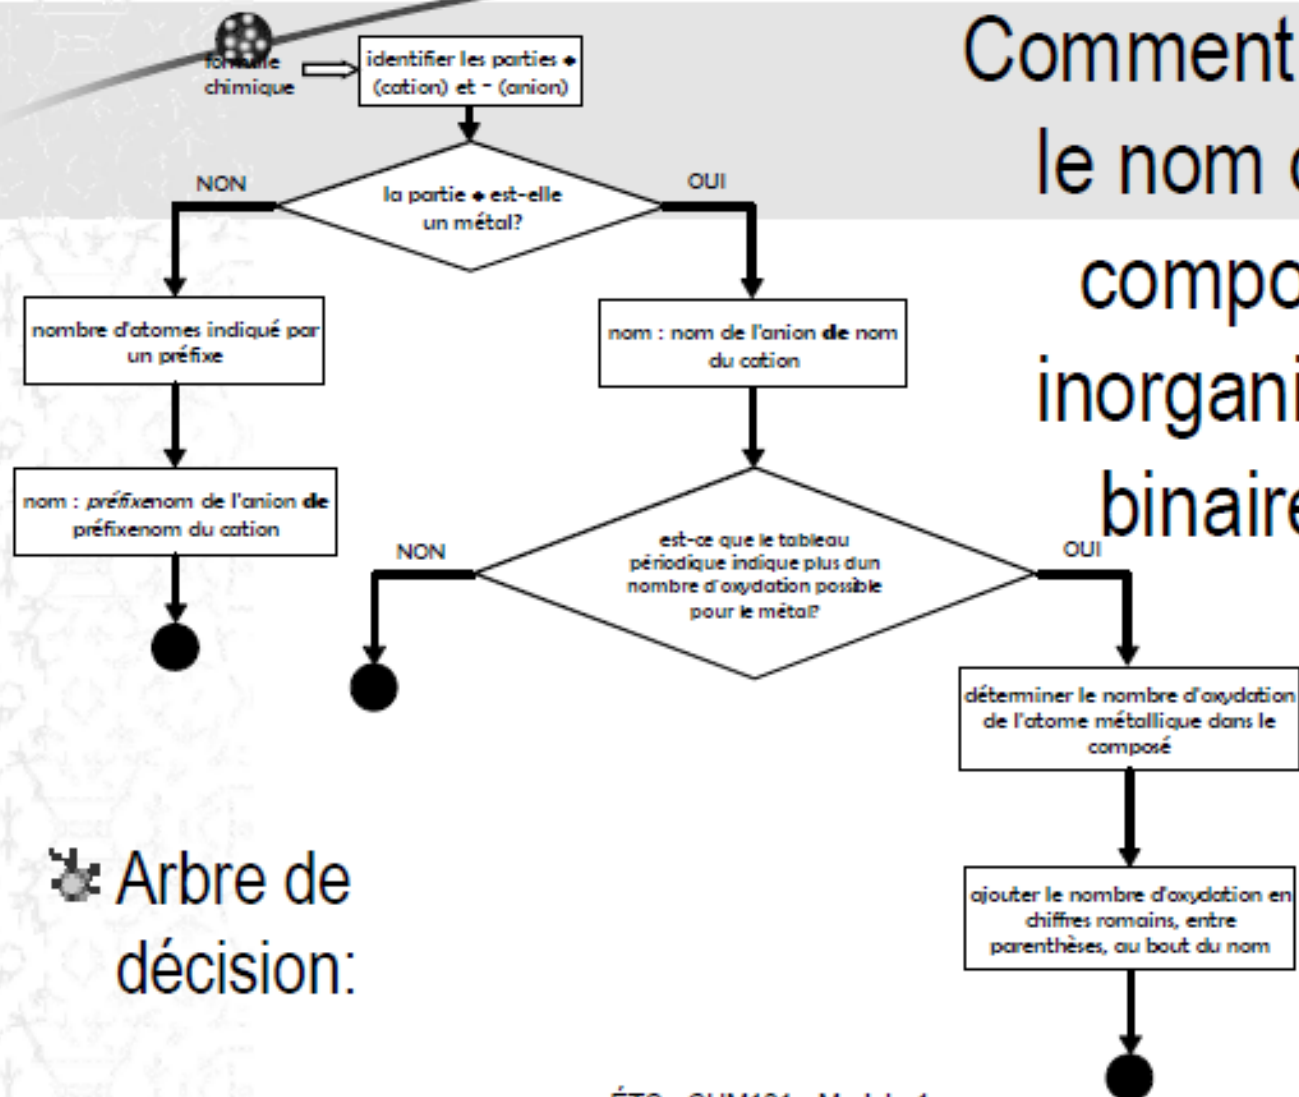 Comment
le nom
compo
inorgani
binaire
formule
chimique
identifier les parties +
(cation) et - (anion)
la partie + est-elle
un métal?
NON
OUI
nombre d'atomes indiqué par
un préfixe
nom : préfixenom de l'anion de
préfixenom du cation
nom : nom de l'anion de nom
du cation
est-ce que le tableau
périodique indique plus dun
nombre d'oxydation possible
pour le métal?
NON
OUI
déterminer le nombre d'oxydation
de l'atome métallique dans le
composé
ajouter le nombre d'oxydation en
chiffres romains, entre
parenthèses, au bout du nom
Arbre de
décision: